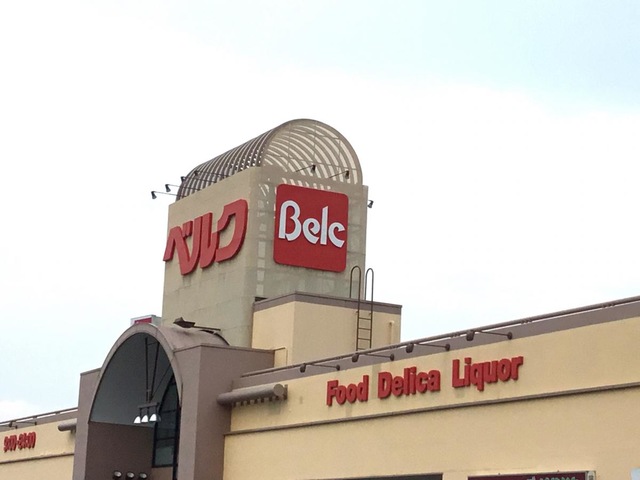 ベルク
Belc
Food Delica Liquor